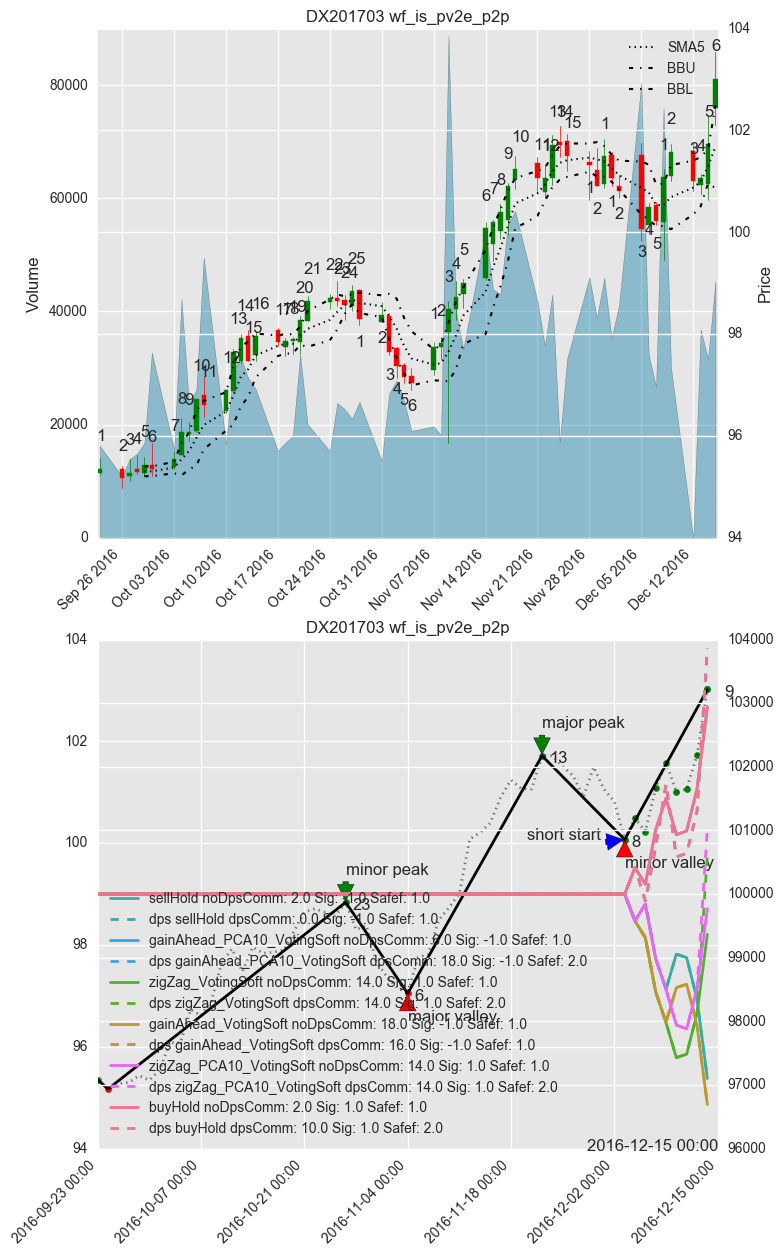 DX201703 wf_is_pv2e_p2p
SMA5
BBU
BBL
Volume
Price
80000
60000
40000
20000
0
104
102
100
98
96
94
Sep 26 2016
Oct 03 2016
Oct 10 2016
Oct 17 2016
Oct 24 2016
Oct 31 2016
Nov 07 2016
Nov 14 2016
Nov 21 2016
Nov 28 2016
Dec 05 2016
Dec 12 2016
DX201703 wf_is_pv2e_p2p
104
102
100
98
96
94
104000
103000
102000
101000
100000
99000
98000
97000
96000
major peak
13
9
short start
8
minor valley
minor peak
23
6
major valley
sellHold noDpsComm: 2.0 Sig: -1.0 Safef: 1.0
dps sellHold dpsComm: 0.0 Sig: -1.0 Safef: 1.0
gainAhead_PCA10_VotingSoft noDpsComm: 6.0 Sig: -1.0 Safef: 1.0
dps gainAhead_PCA10_VotingSoft dpsComm: 18.0 Sig: -1.0 Safef: 2.0
zigZag_VotingSoft noDpsComm: 14.0 Sig: 1.0 Safef: 1.0
dps zigZag_VotingSoft dpsComm: 14.0 Sig: 1.0 Safef: 2.0
gainAhead_VotingSoft noDpsComm: 18.0 Sig: -1.0 Safef: 1.0
dps gainAhead_VotingSoft dpsComm: 16.0 Sig: -1.0 Safef: 2.0
zigZag_PCA10_VotingSoft noDpsComm: 14.0 Sig: 1.0 Safef: 1.0
dps zigZag_PCA10_VotingSoft dpsComm: 14.0 Sig: 1.0 Safef: 2.0
buyHold noDpsComm: 2.0 Sig: 1.0 Safef: 1.0
dps buyHold dpsComm: 10.0 Sig: 1.0 Safef: 2.0
2016-12-15 00:00
2016-09-23 00:00
2016-10-07 00:00
2016-10-21 00:00
2016-11-04 00:00
2016-11-18 00:00
2016-12-02 00:00
2016-12-15 00:00